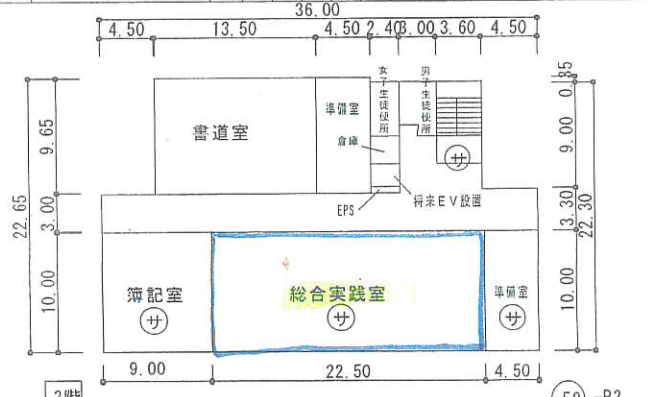 36.00
4.50 13.50 4.50 2.40 3.00 3.60 4.50
女子生徒便所
男子生徒便所
準備室
書道室
倉庫
サ
EPS
将来EV設置
9.65
3.00
10.00
22.65
0.35
9.00
3.30
10.00
22.30
簿記室
サ
総合実践室
サ
準備室
サ
9.00 22.50 4.50
2階